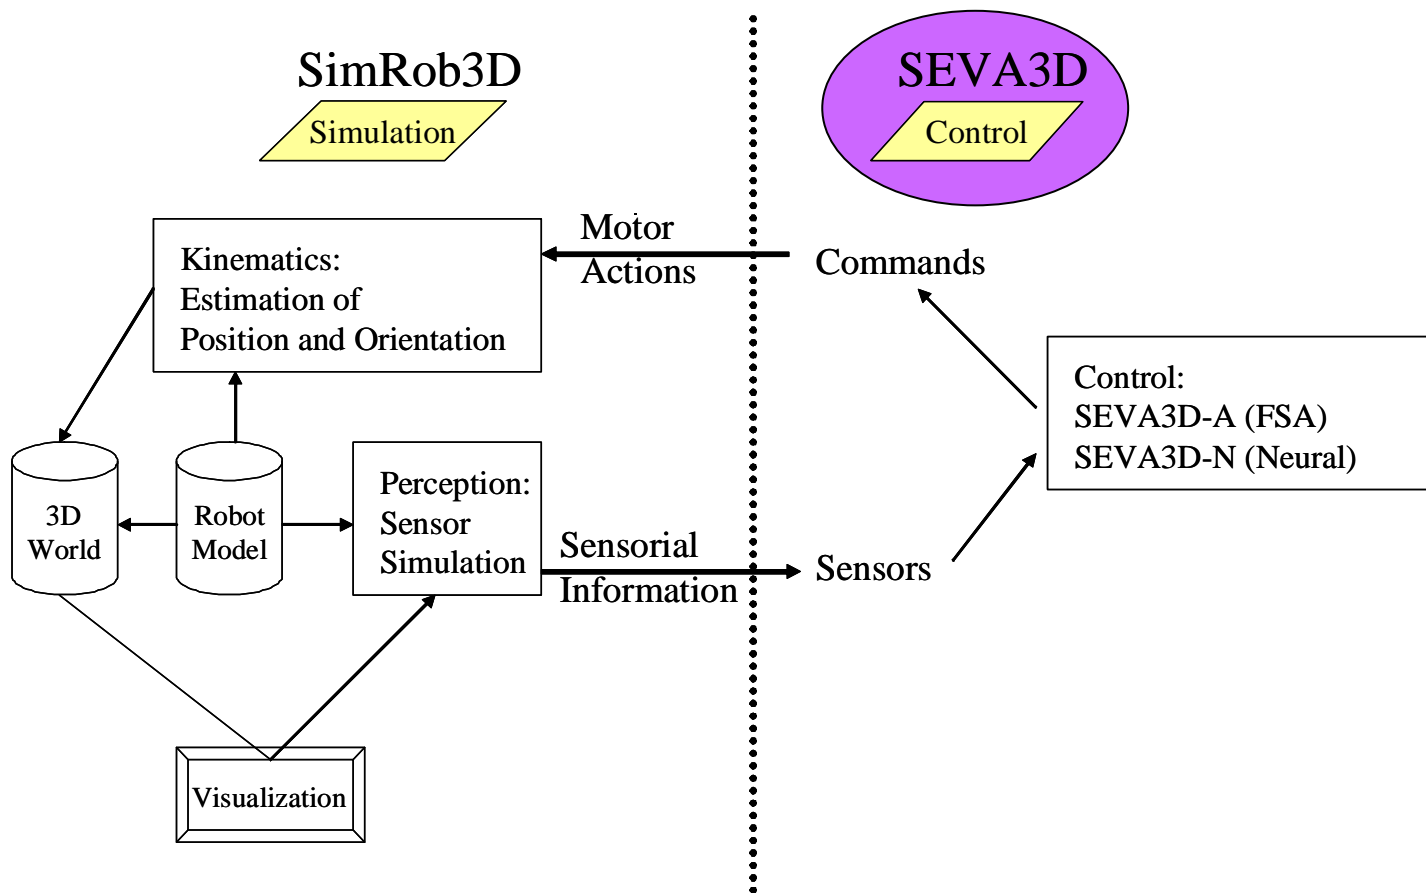 SimRob3D
Simulation
SEVA3D
Control
Kinematics:
Estimation of
Position and Orientation
Motor
Actions
Commands
Control:
SEVA3D-A (FSA)
SEVA3D-N (Neural)
3D
World
Robot
Model
Perception:
Sensor
Simulation
Sensorial
Information
Sensors
Visualization